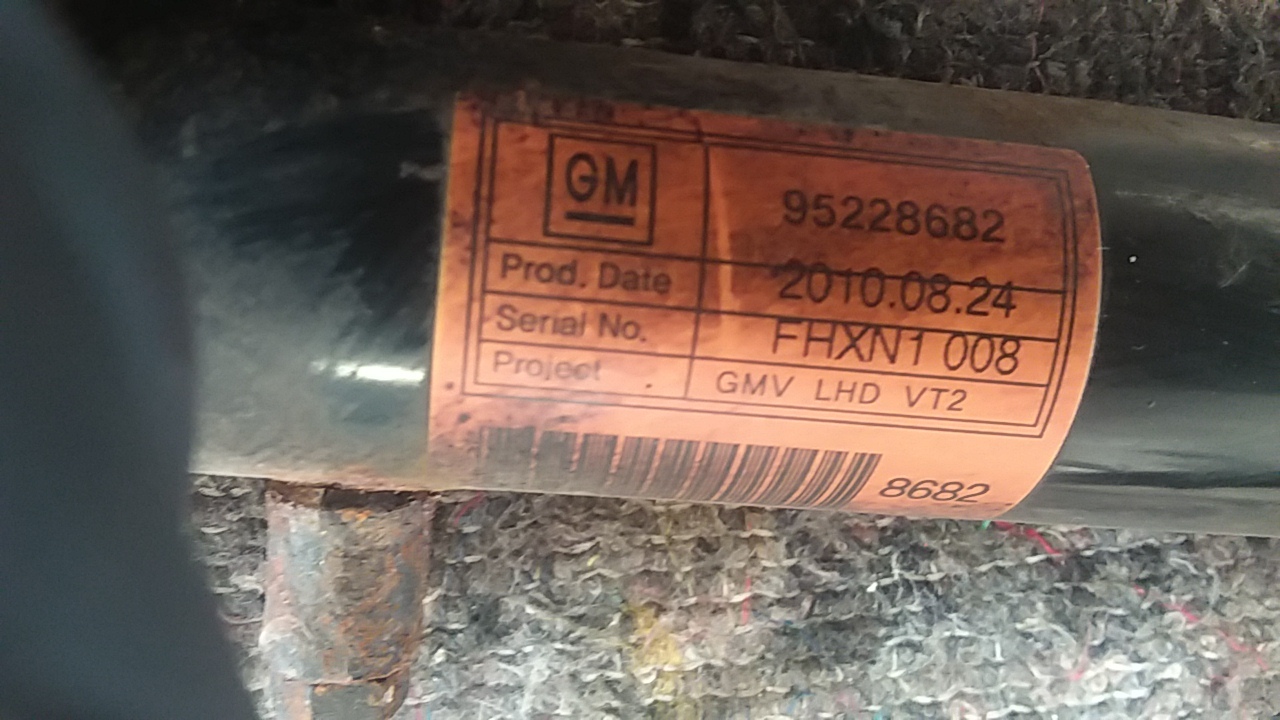 GM 95228682
Prod. Date 2010.08.24
Serial No. FHXN1 008
Project GMV LHD VT2
8682